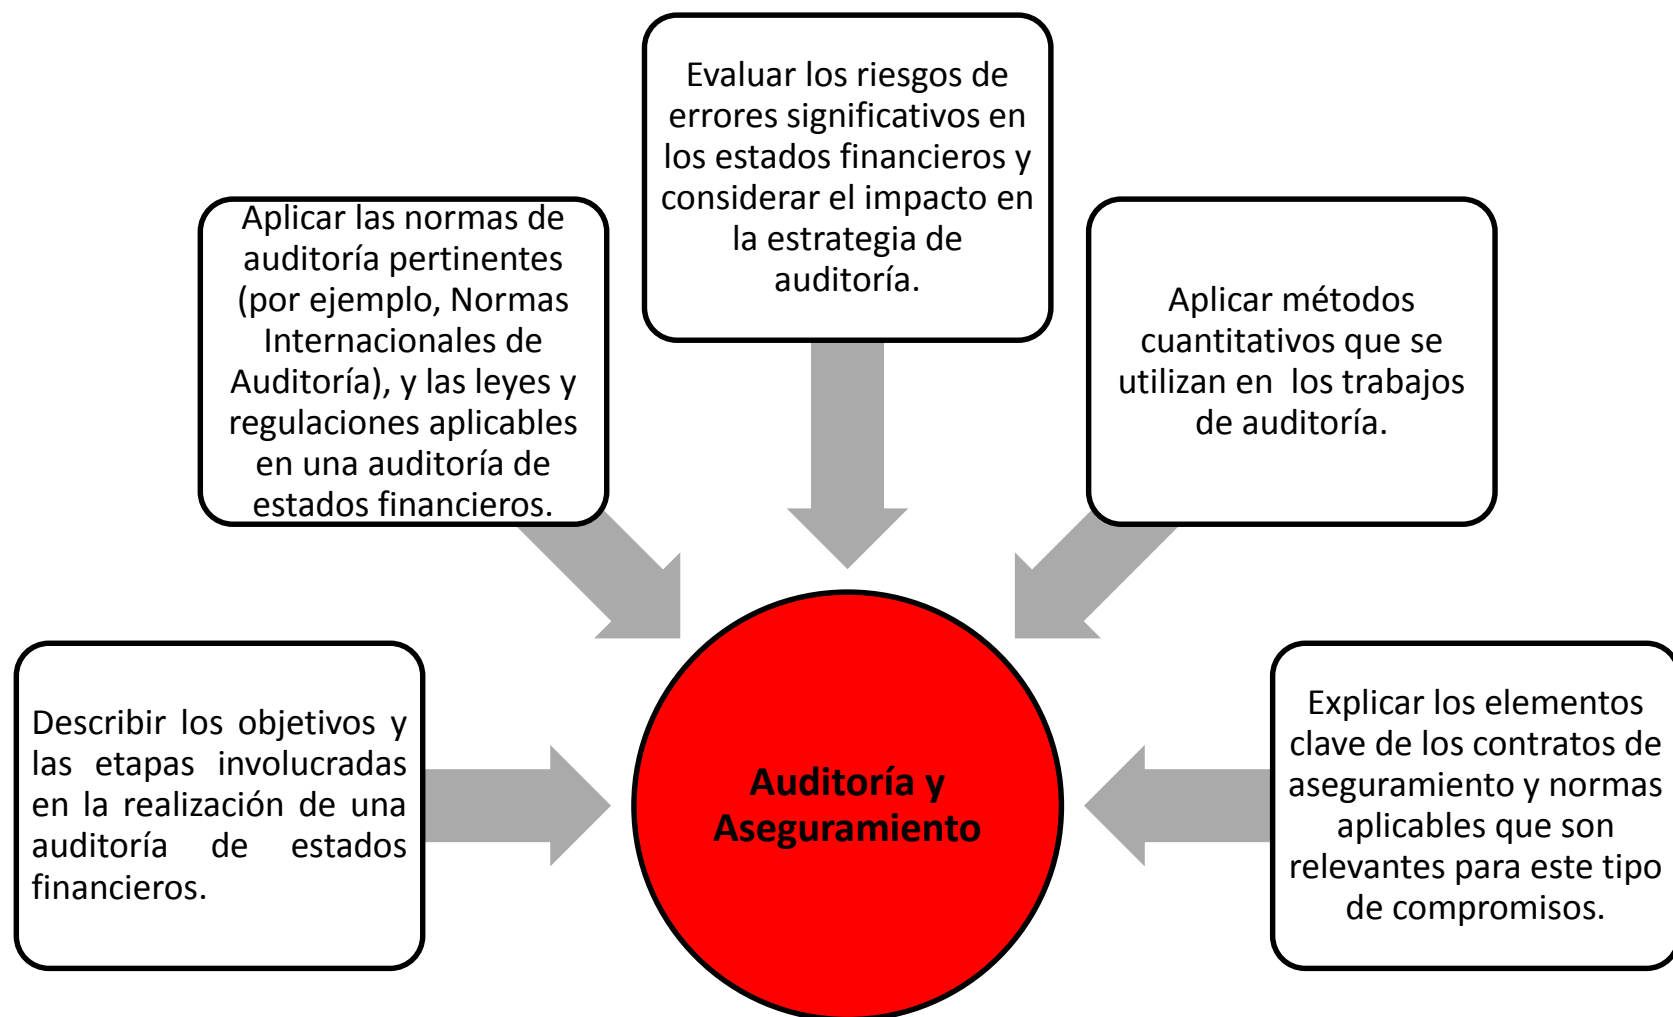 Evaluar los riesgos de
errores significativos en
los estados financieros y
considerar el impacto en
la estrategia de
auditoría.
Aplicar las normas de
auditoría pertinentes
(por ejemplo, Normas
Internacionales de
Auditoría), y las leyes y
regulaciones aplicables
en una auditoría de
estados financieros.
Aplicar métodos
cuantitativos que se
utilizan en  los trabajos
de auditoría.
Describir los objetivos y
las etapas involucradas
en la realización de una
auditoría de estados
financieros.
Auditoría y
Aseguramiento
Explicar los elementos
clave de los contratos de
aseguramiento y normas
aplicables que son
relevantes para este tipo
de compromisos.